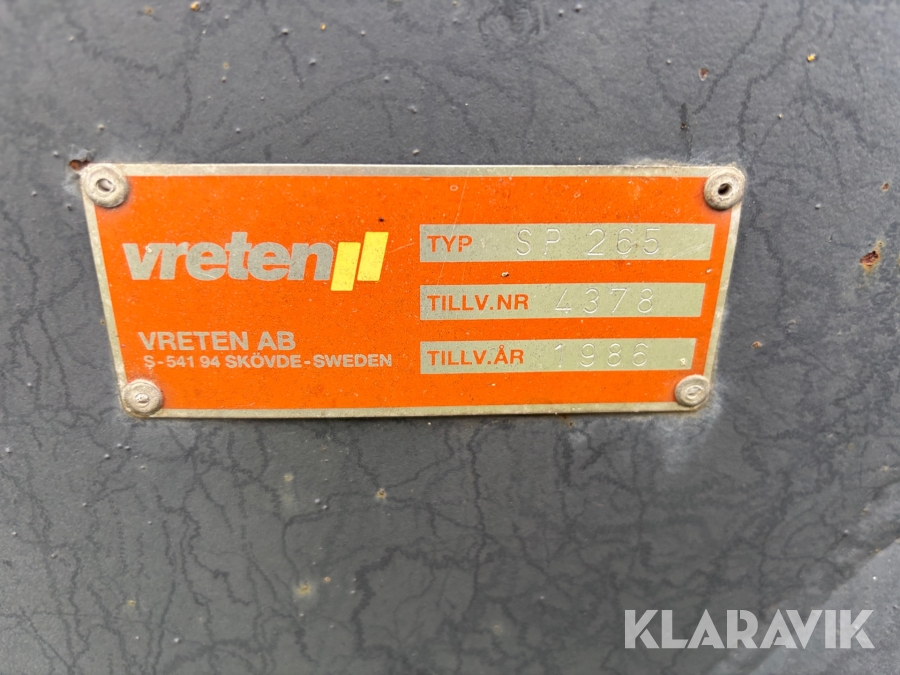 vreten
VRETEN AB
S-541 94 SKÖVDE-SWEDEN
TYP SP 265
TILLV.NR 4378
TILLV.ÅR 1986
KLARAVIK